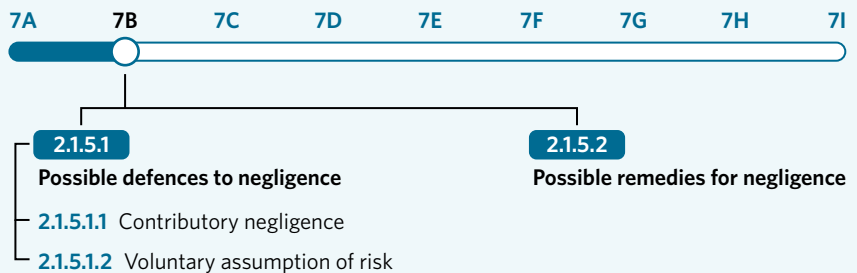 7A 7B 7C 7D 7E 7F 7G 7H 7I
2.1.5.1 2.1.5.2
Possible defences to negligence Possible remedies for negligence
2.1.5.1.1 Contributory negligence
2.1.5.1.2 Voluntary assumption of risk